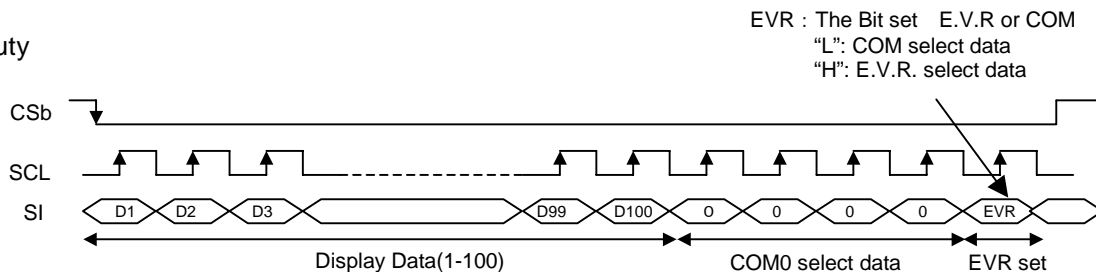 EVR : The Bit set E.V.R or COM
“L”: COM select data
“H”: E.V.R. select data
uty
CSb
SCL
SI D1 D2 D3 D99 D100 O 0 0 0 EVR
Display Data(1-100) COM0 select data EVR set